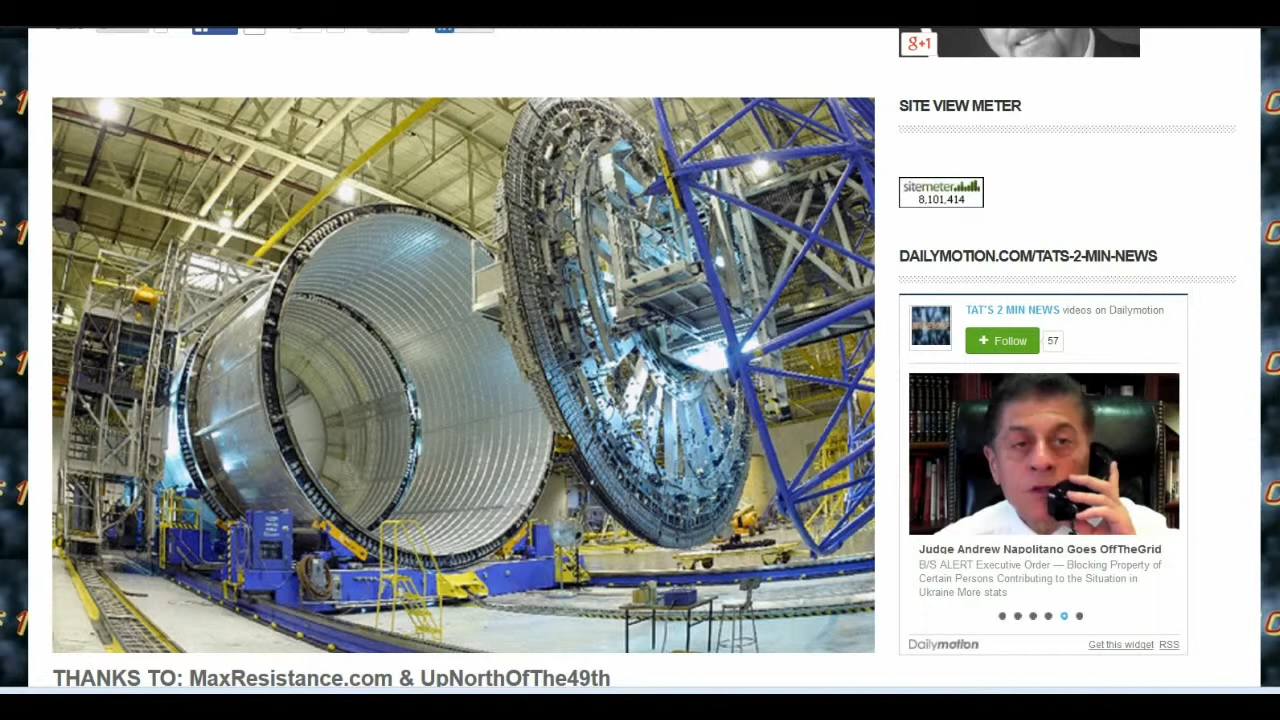 g+1
SITE VIEW METER
sitemeter
8,101,414
DAILYMOTION.COM/TATS-2-MIN-NEWS
TAT'S 2 MIN NEWS videos on Dailymotion
+ Follow 57
Judge Andrew Napolitano Goes OffTheGrid
B/S ALERT Executive Order — Blocking Property of
Certain Persons Contributing to the Situation in
Ukraine More stats
Dailymotion Get this widget RSS
THANKS TO: MaxResistance.com & UpNorthOfThe49th